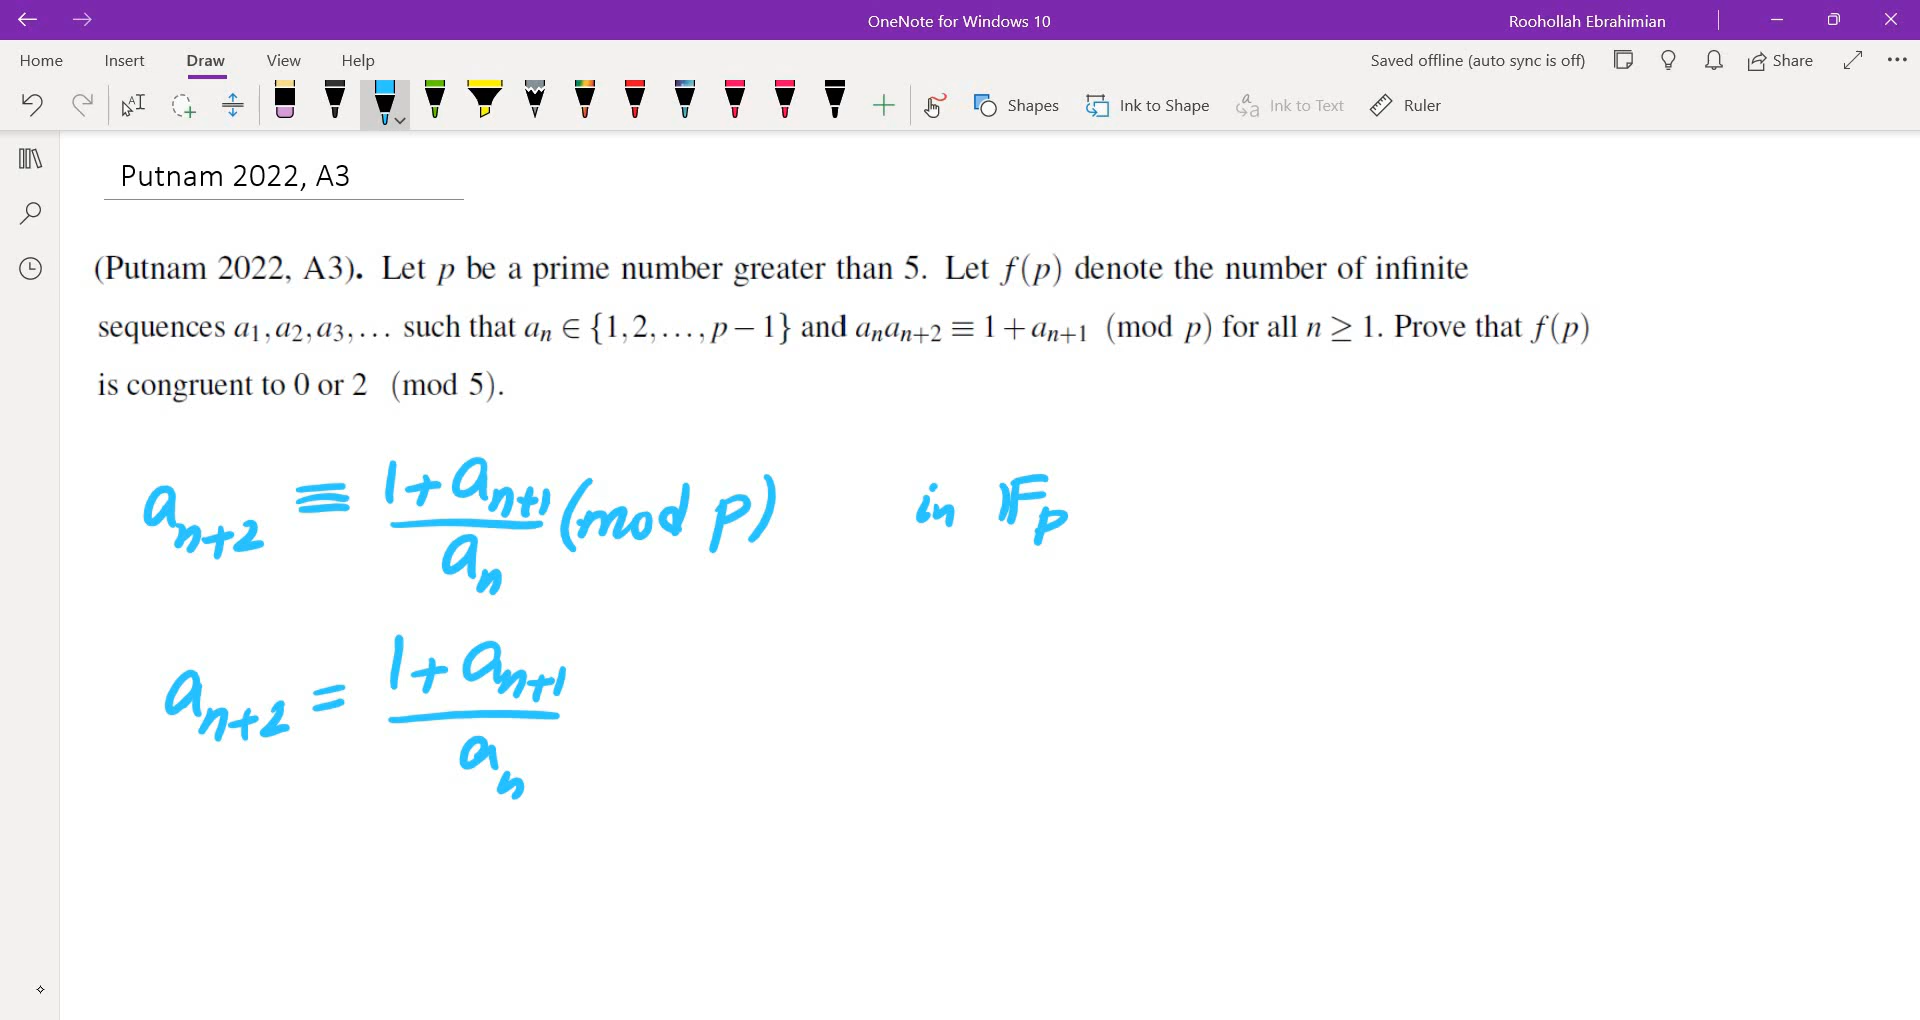 OneNote for Windows 10
Roohollah Ebrahimian
Home Insert Draw View Help
Saved offline (auto sync is off) Share
Shapes Ink to Shape Ink to Text Ruler
Putnam 2022, A3
(Putnam 2022, A3). Let p be a prime number greater than 5. Let f(p) denote the number of infinite
sequences a₁, a₂, a₃, … such that aₙ ∈ {1, 2, …, p − 1} and aₙaₙ₊₂ ≡ 1 + aₙ₊₁ (mod p) for all n ≥ 1. Prove that f(p)
is congruent to 0 or 2 (mod 5).
aₙ₊₂ ≡ (1 + aₙ₊₁)/aₙ (mod p) in 𝔽ₚ
aₙ₊₂ = (1 + aₙ₊₁)/aₙ